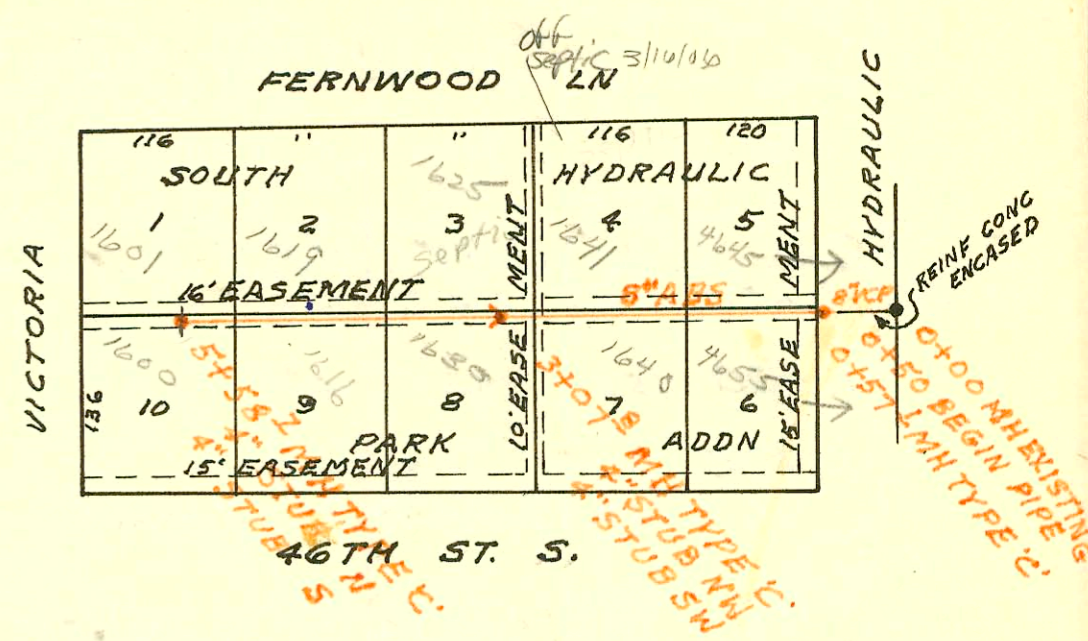 off
septic 3/16/06
FERNWOOD LN
HYDRAULIC
116 " " 116 120
SOUTH HYDRAULIC
1 2 3 4 5
1601 1619 1625 1641 4645
septic
MENT MENT
16' EASEMENT
5" ABS
8" VCP
REINF CONC
ENCASED
VICTORIA
136
10 9 8 7 6
1600 1616 1640 4655
10' EASE 15' EASE
PARK ADDN
15' EASEMENT
46TH ST. S.
5+58 MH TYPE 'C'
4" STUB N
4" STUB S
3+07 MH TYPE 'C'.
4" STUB NW
4" STUB SW
0+00 MH EXISTING
0+50 BEGIN PIPE
0+57 MH TYPE 'C'